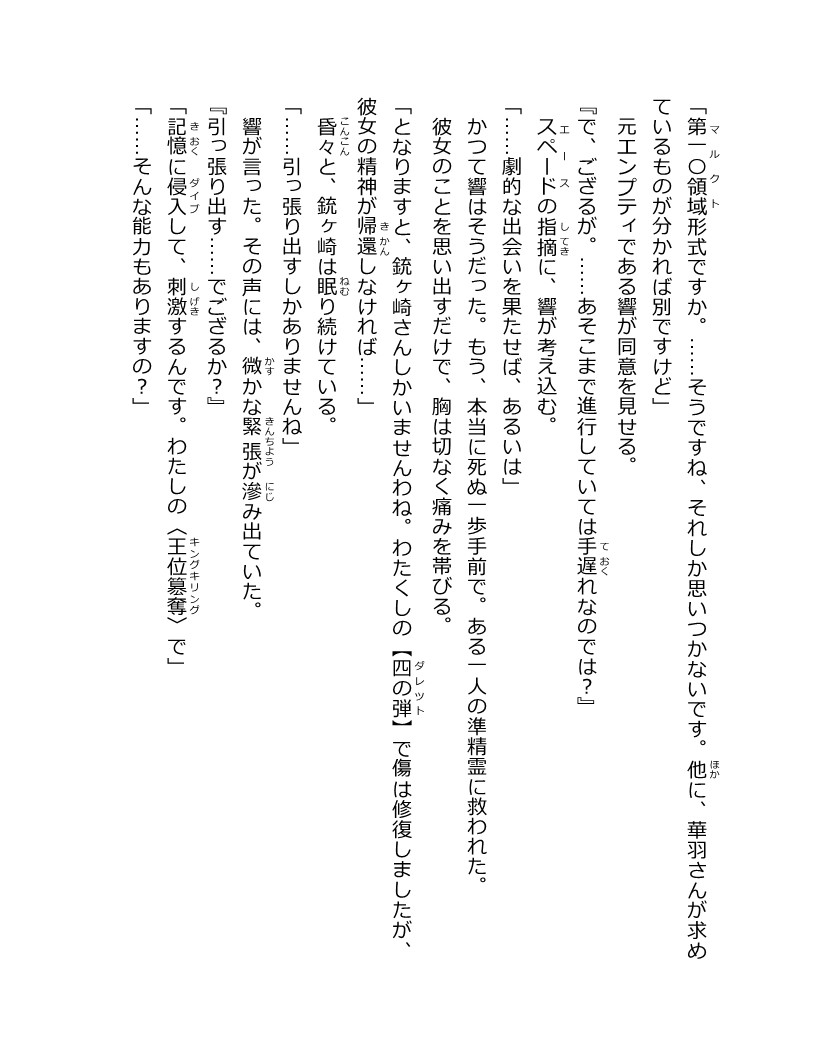 「第一〇領域形式ですか。……そうですね、それしか思いつかないです。他に、華羽さんが求め
ているものが分かれば別ですけど」
元エンプティである響が同意を見せる。
『で、ござるが。……あそこまで進行していては手遅れなのでは？』
スペードの指摘に、響が考え込む。
「……劇的な出会いを果たせば、あるいは」
かつて響はそうだった。もう、本当に死ぬ一歩手前で。ある一人の準精霊に救われた。
彼女のことを思い出すだけで、胸は切なく痛みを帯びる。
「となりますと、銃ヶ崎さんしかいませんわね。わたくしの【四の弾】で傷は修復しましたが、
彼女の精神が帰還しなければ……」
昏々と、銃ヶ崎は眠り続けている。
「……引っ張り出すしかありませんね」
響が言った。その声には、微かな緊張が滲み出ていた。
『引っ張り出す……でござるか？』
「記憶に侵入して、刺激するんです。わたしの〈王位簒奪〉で」
「……そんな能力もありますの？」